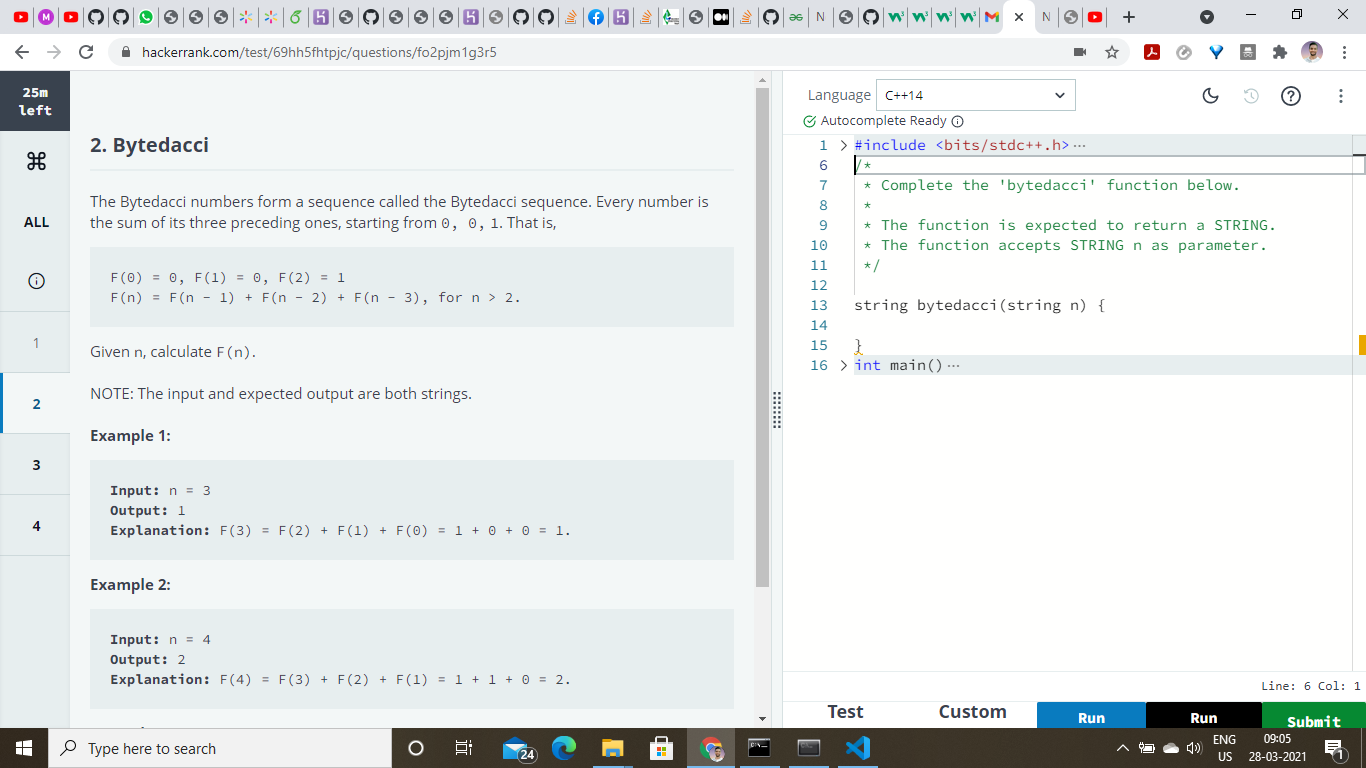 hackerrank.com/test/69hh5fhtpjc/questions/fo2pjm1g3r5
25m
left
ALL
1
2
3
4
2. Bytedacci
The Bytedacci numbers form a sequence called the Bytedacci sequence. Every number is
the sum of its three preceding ones, starting from 0, 0, 1. That is,
F(0) = 0, F(1) = 0, F(2) = 1
F(n) = F(n - 1) + F(n - 2) + F(n - 3), for n > 2.
Given n, calculate F(n).
NOTE: The input and expected output are both strings.
Example 1:
Input: n = 3
Output: 1
Explanation: F(3) = F(2) + F(1) + F(0) = 1 + 0 + 0 = 1.
Example 2:
Input: n = 4
Output: 2
Explanation: F(4) = F(3) + F(2) + F(1) = 1 + 1 + 0 = 2.
Language C++14
Autocomplete Ready
1 #include <bits/stdc++.h>
6 /*
7 * Complete the 'bytedacci' function below.
8 *
9 * The function is expected to return a STRING.
10 * The function accepts STRING n as parameter.
11 */
12
13 string bytedacci(string n) {
14
15 }
16 int main()
Line: 6 Col: 1
Test Custom Run Run Submit
Type here to search
24
ENG
US
09:05
28-03-2021
1